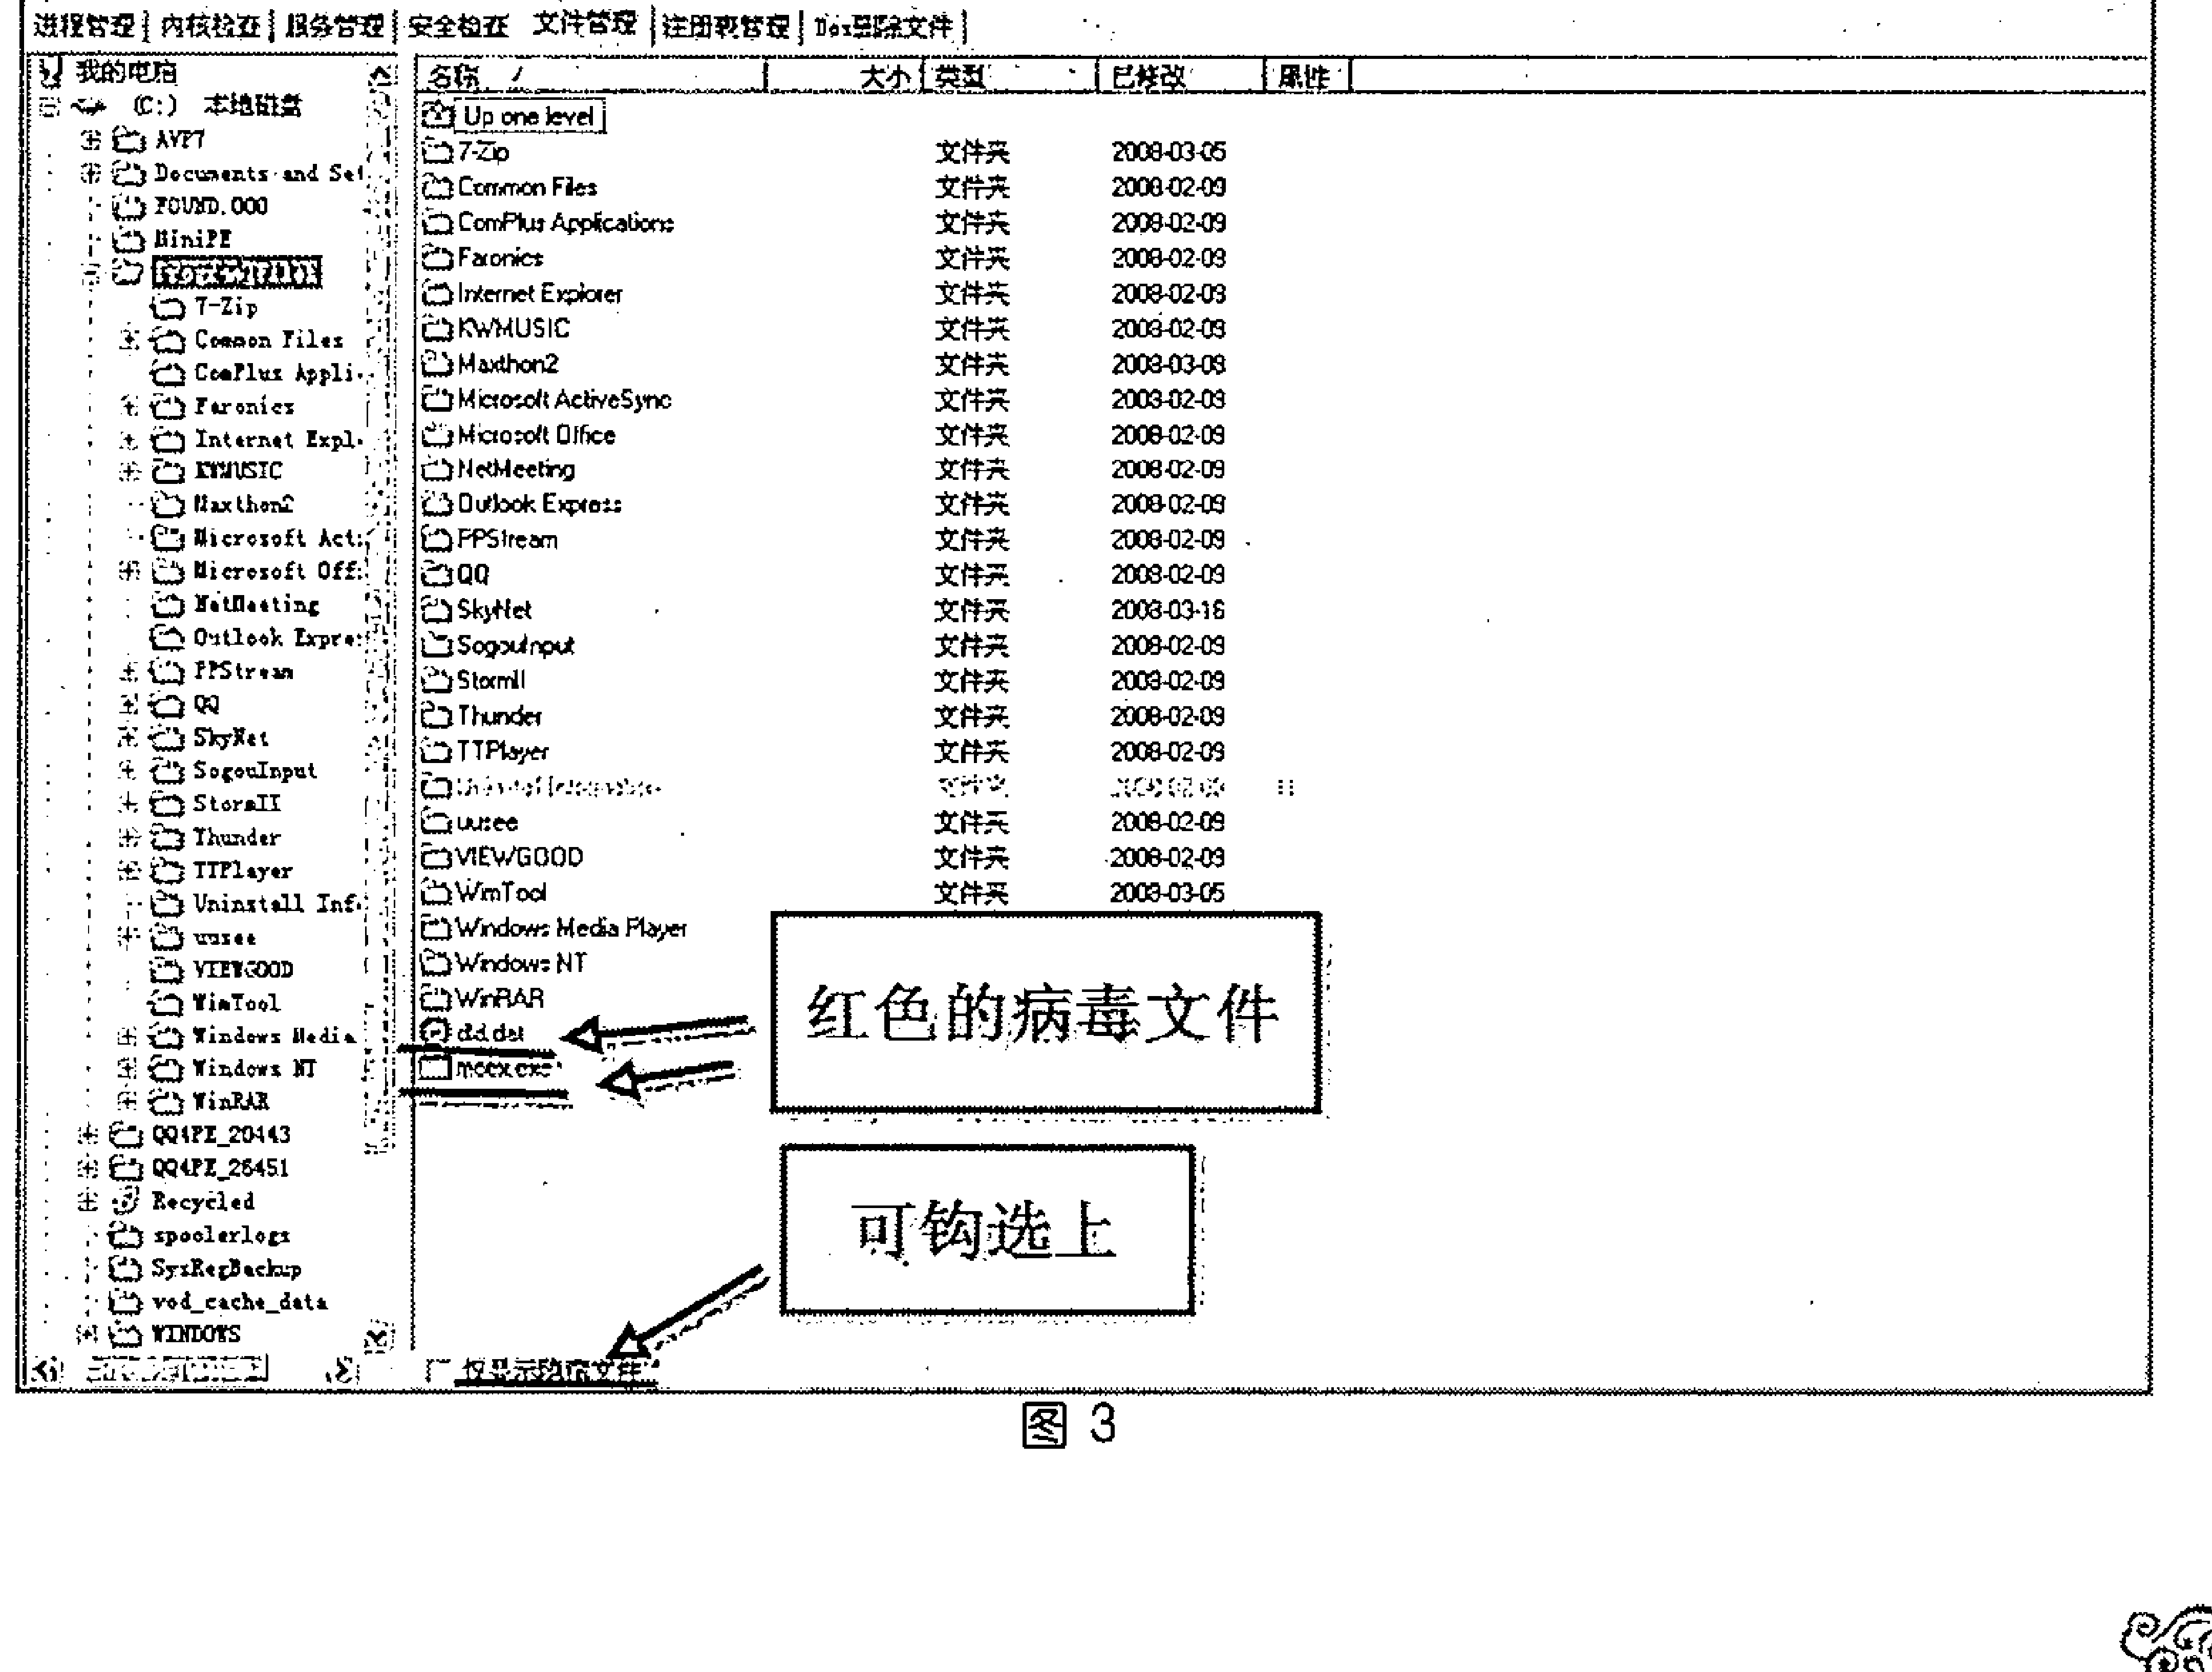 进程管理 内核检查 服务管理 安全检查 文件管理 注册表管理 Dos删除文件
我的电脑
(C:) 本地磁盘
AVP7
Documents and Set
FOUND.000
MiniPE
7-Zip
Common Files
ComPlus Appli
Faronics
Internet Expl
KWMUSIC
Maxthon2
Microsoft Act
Microsoft Off
NetMeeting
Outlook Expre
PPStream
QQ
SkyNet
SogouInput
StormII
Thunder
TTPlayer
Uninstall Inf
uusee
VIEWGOOD
WimTool
Windows Media
Windows NT
WinRAR
QQ4PE_20443
QQ4PE_26451
Recycled
spoolerlogs
SysRegBackup
vod_cache_data
WINDOWS
名称 / 大小 类型 已修改 属性
Up one level
7-Zip 文件夹 2008-03-05
Common Files 文件夹 2008-02-09
ComPlus Applications 文件夹 2008-02-09
Faronics 文件夹 2008-02-09
Internet Explorer 文件夹 2008-02-09
KWMUSIC 文件夹 2008-02-09
Maxthon2 文件夹 2008-03-09
Microsoft ActiveSync 文件夹 2008-02-09
Microsoft Office 文件夹 2008-02-09
NetMeeting 文件夹 2008-02-09
Outlook Express 文件夹 2008-02-09
PPStream 文件夹 2008-02-09
QQ 文件夹 2008-02-09
SkyNet 文件夹 2008-03-16
SogouInput 文件夹 2008-02-09
StormII 文件夹 2008-02-09
Thunder 文件夹 2008-02-09
TTPlayer 文件夹 2008-02-09
uusee 文件夹 2008-02-09
VIEWGOOD 文件夹 2008-02-09
WimTool 文件夹 2008-03-05
Windows Media Player
Windows NT
WinRAR
红色的病毒文件
可钩选上
仅显示隐藏文件
图 3